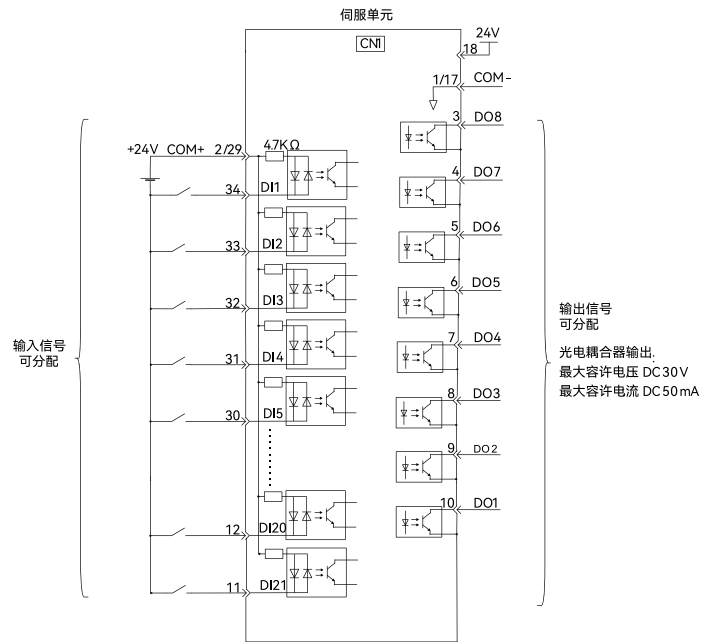 伺服单元
CN1
24V
18
1/17 COM-
3 DO8
+24V COM+ 2/29 4.7KΩ
4 DO7
34 DI1
5 DO6
33 DI2
6 DO5
32 DI3
输出信号
可分配
7 DO4
输入信号
可分配
光电耦合器输出.
31 DI4
最大容许电压 DC30V
8 DO3
最大容许电流 DC50mA
30 DI5
9 DO2
10 DO1
12 DI20
11 DI21